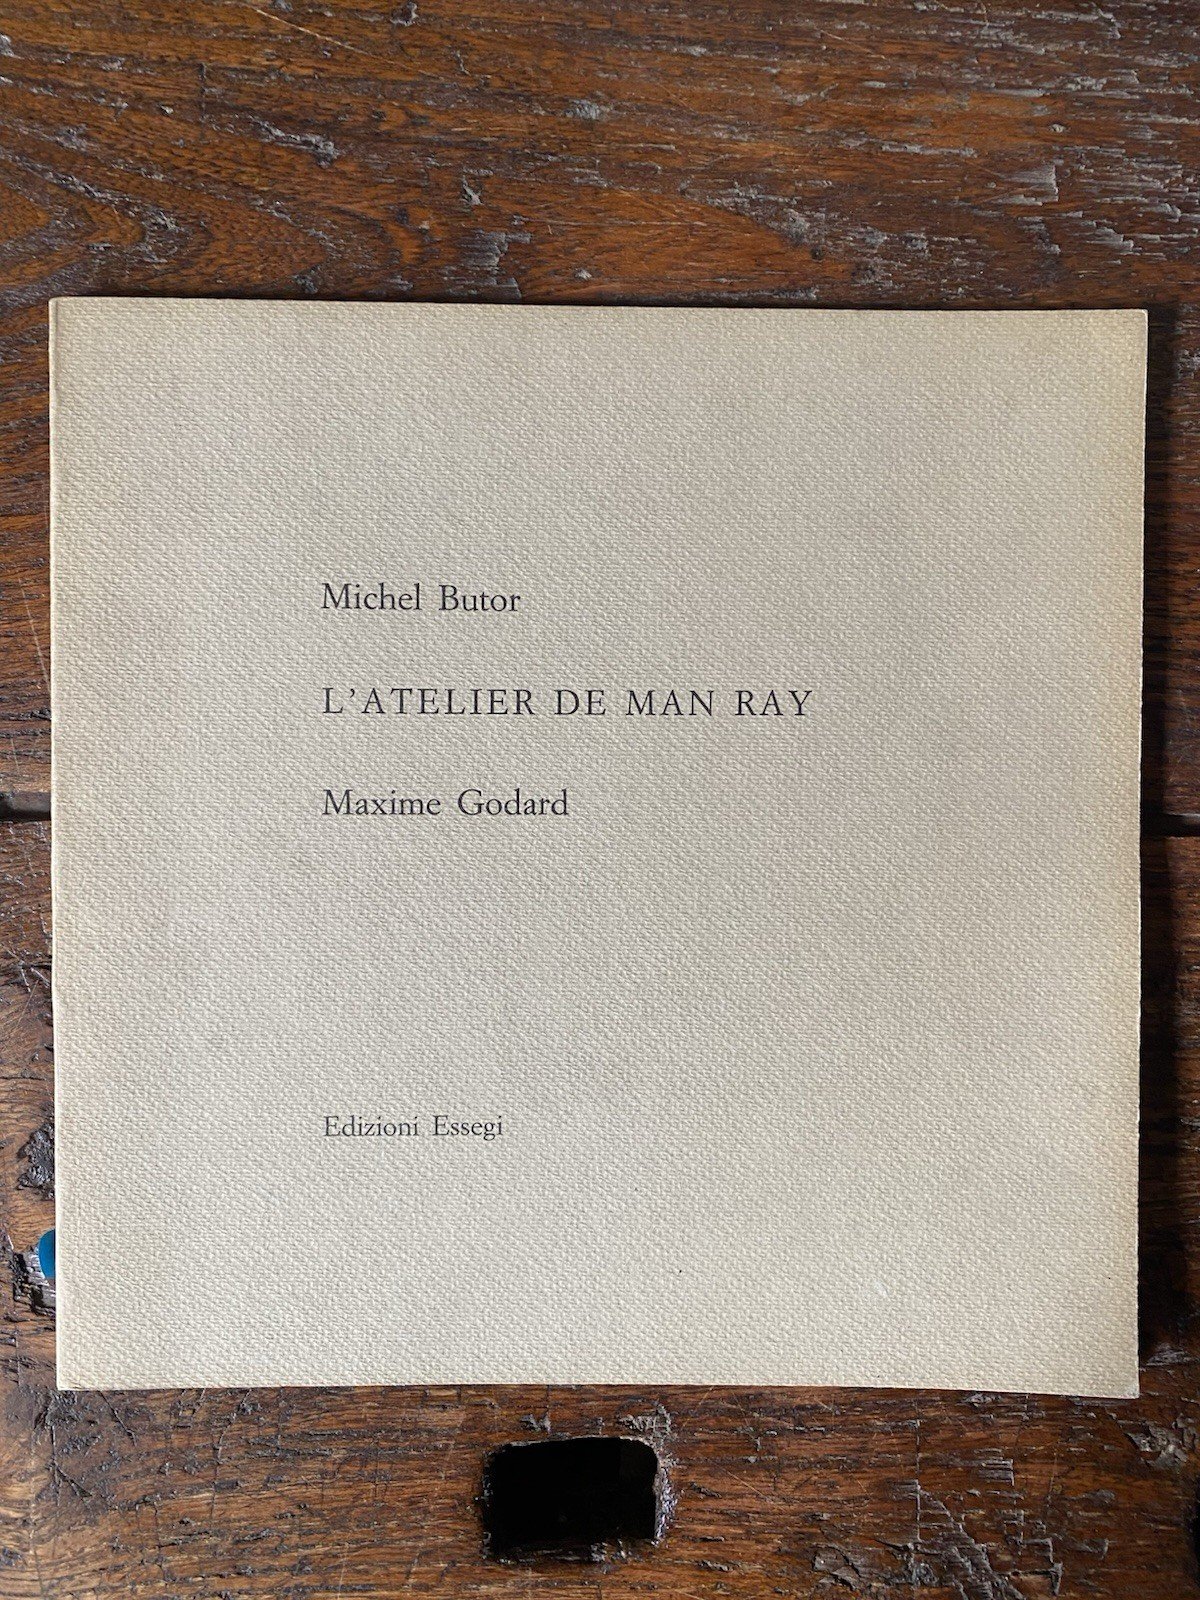 Michel Butor
L'ATELIER DE MAN RAY
Maxime Godard
Edizioni Essegi